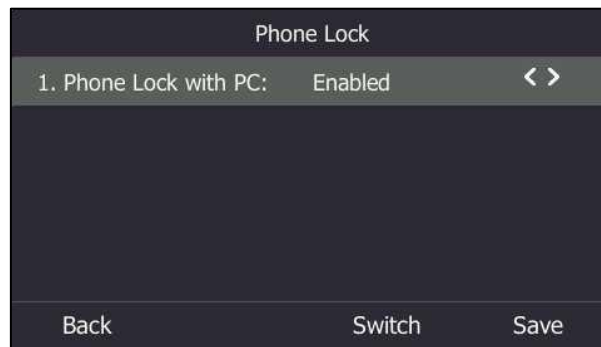 Phone Lock
1. Phone Lock with PC: Enabled < >
Back Switch Save